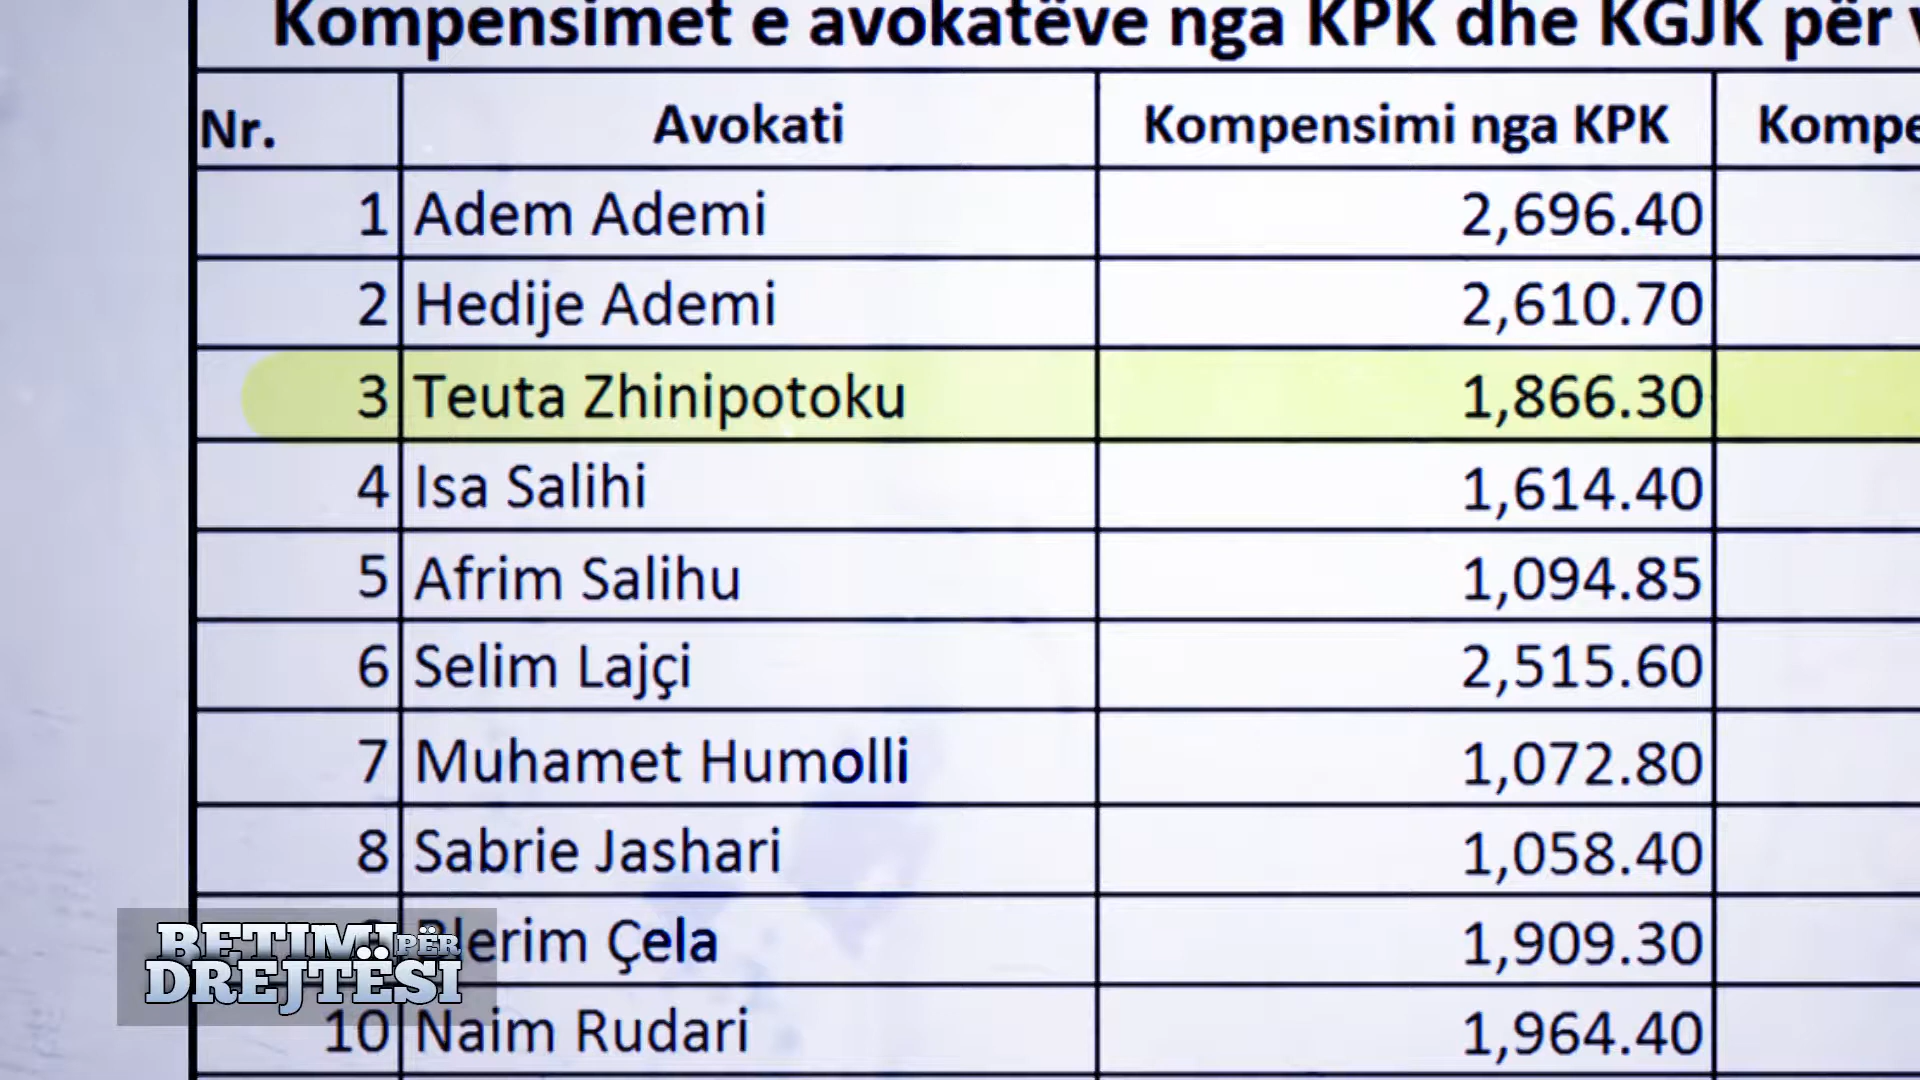 Kompensimet e avokatëve nga KPK dhe KGJK për
Nr. Avokati Kompensimi nga KPK
1 Adem Ademi 2,696.40
2 Hedije Ademi 2,610.70
3 Teuta Zhinipotoku 1,866.30
4 Isa Salihi 1,614.40
5 Afrim Salihu 1,094.85
6 Selim Lajçi 2,515.60
7 Muhamet Humolli 1,072.80
8 Sabrie Jashari 1,058.40
Blerim Çela 1,909.30
10 Naim Rudari 1,964.40
BETIMI PËR
DREJTËSI